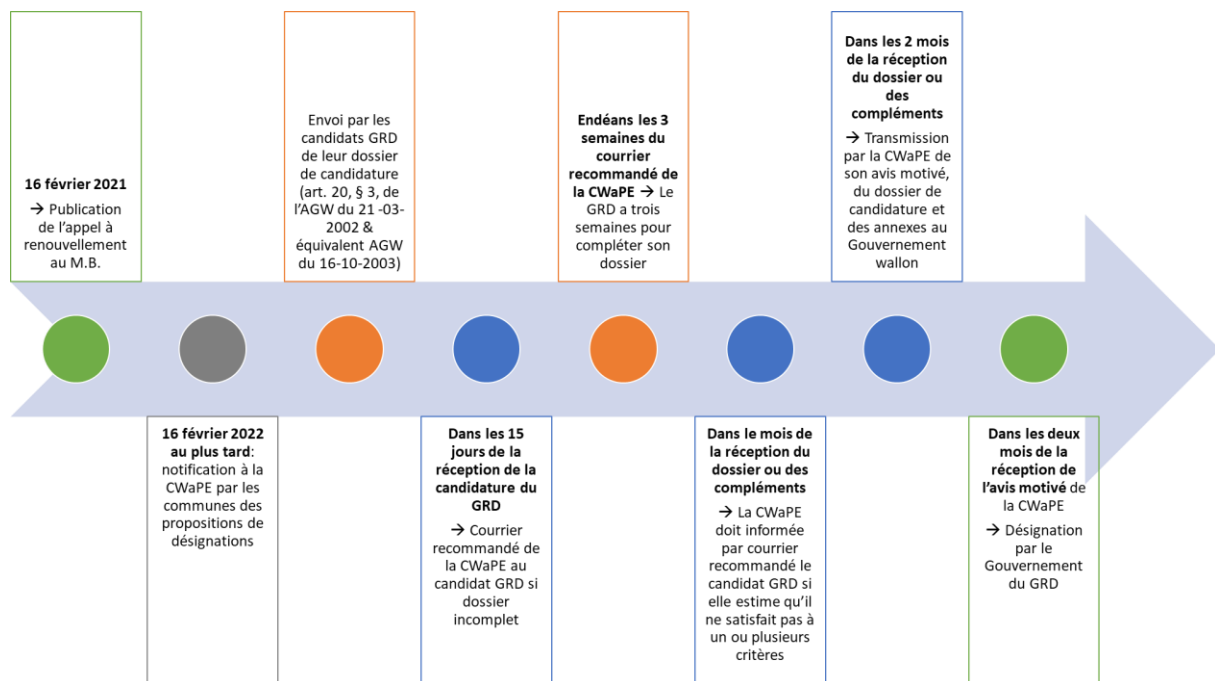 16 février 2021
→ Publication
de l’appel à
renouvellement
au M.B.
16 février 2022
au plus tard:
notification à la
CWaPE par les
communes des
propositions de
désignations
Envoi par les
candidats GRD
de leur dossier
de candidature
(art. 20, § 3, de
l’AGW du 21 -03-
2002 &
équivalent AGW
du 16-10-2003)
Dans les 15
jours de la
réception de la
candidature du
GRD
→ Courrier
recommandé de
la CWaPE au
candidat GRD si
dossier
incomplet
Endéans les 3
semaines du
courrier
recommandé de
la CWaPE → Le
GRD a trois
semaines pour
compléter son
dossier
Dans le mois de
la réception du
dossier ou des
compléments
→ La CWaPE
doit informée
par courrier
recommandé le
candidat GRD si
elle estime qu’il
ne satisfait pas à
un ou plusieurs
critères
Dans les 2 mois
de la réception
du dossier ou
des
compléments
→ Transmission
par la CWaPE de
son avis motivé,
du dossier de
candidature et
des annexes au
Gouvernement
wallon
Dans les deux
mois de la
réception de
l’avis motivé de
la CWaPE
→ Désignation
par le
Gouvernement
du GRD